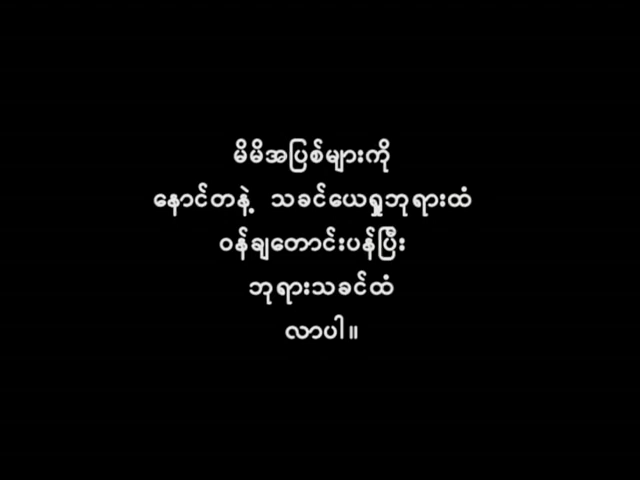 မိမိအပြစ်များကို
နောင်တနဲ့ သခင်ယေရှုဘုရားထံ
ဝန်ချတောင်းပန်ပြီး
ဘုရားသခင်ထံ
လာပါ။